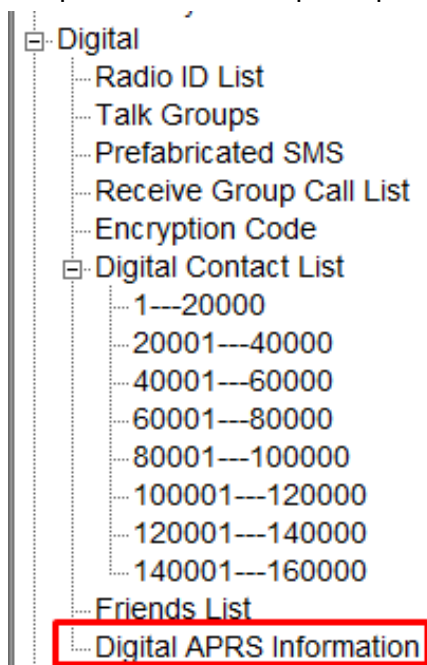 Digital
Radio ID List
Talk Groups
Prefabricated SMS
Receive Group Call List
Encryption Code
Digital Contact List
1---20000
20001---40000
40001---60000
60001---80000
80001---100000
100001---120000
120001---140000
140001---160000
Friends List
Digital APRS Information